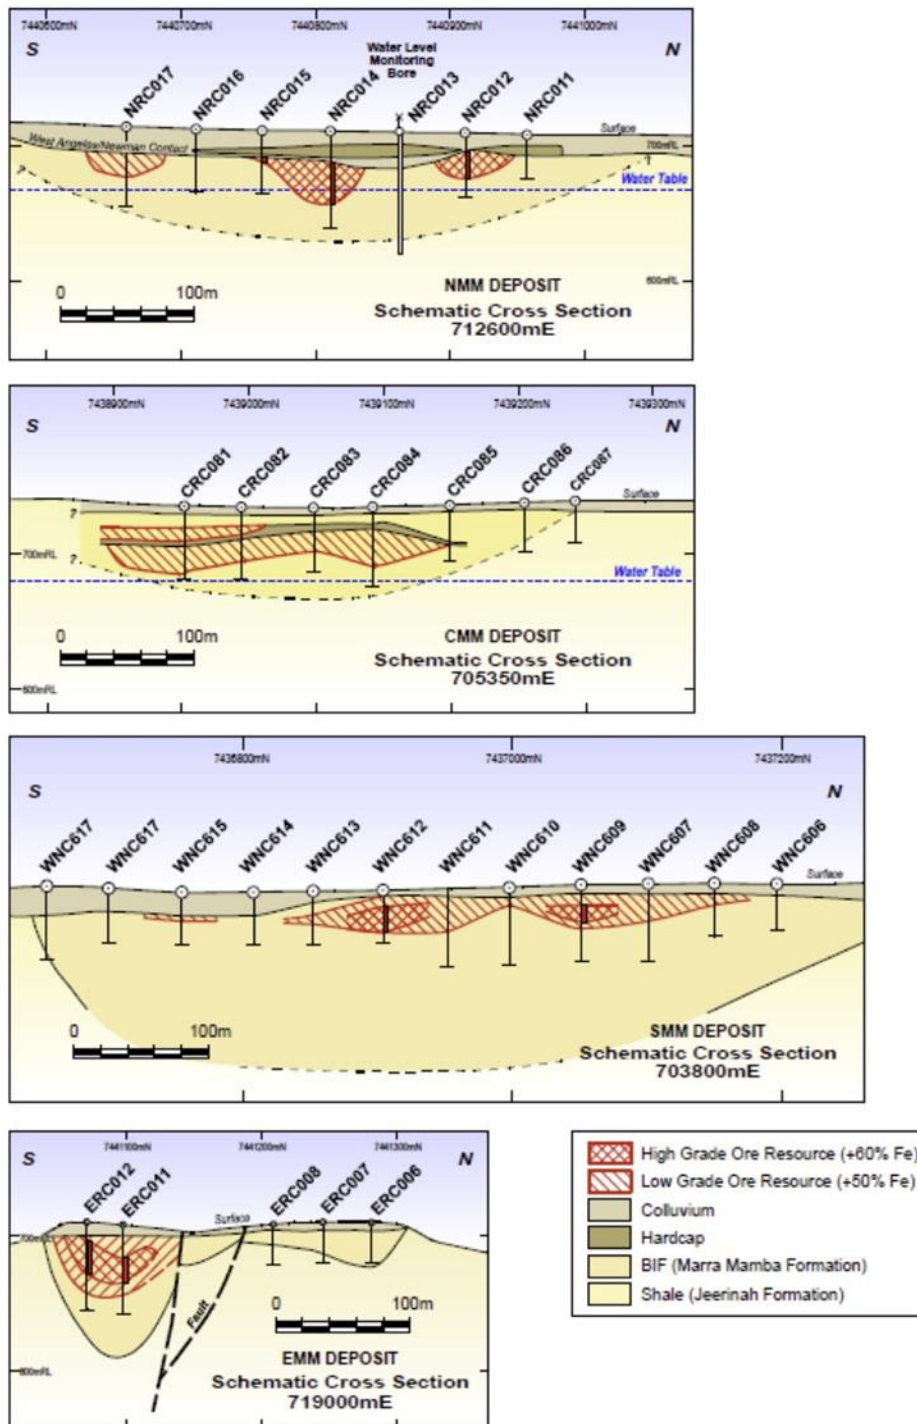 7440600mN 7440700mN 7440800mN 7440900mN 7441000mN
S N
Water Level
Monitoring
Bore
NRC017 NRC016 NRC015 NRC014 NRC013 NRC012 NRC011
Surface
West Angelas/Newman Contact
700mRL
? ?
Water Table
600mRL
0 100m
NMM DEPOSIT
Schematic Cross Section
712600mE
7438900mN 7439000mN 7439100mN 7439200mN 7439300mN
S N
CRC081 CRC082 CRC083 CRC084 CRC085 CRC086 CRC087
Surface
?
700mRL
?
Water Table
0 100m
CMM DEPOSIT
Schematic Cross Section
705350mE
600mRL
7436800mN 7437000mN 7437200mN
S N
WNC617 WNC617 WNC615 WNC614 WNC613 WNC612 WNC611 WNC610 WNC609 WNC607 WNC608 WNC606
Surface
0 100m
SMM DEPOSIT
Schematic Cross Section
703800mE
7441100mN 7441200mN 7441300mN
S N
ERC012 ERC011 ERC008 ERC007 ERC006
Surface
Fault
0 100m
600mRL
EMM DEPOSIT
Schematic Cross Section
719000mE
High Grade Ore Resource (+60% Fe)
Low Grade Ore Resource (+50% Fe)
Colluvium
Hardcap
BIF (Marra Mamba Formation)
Shale (Jeerinah Formation)